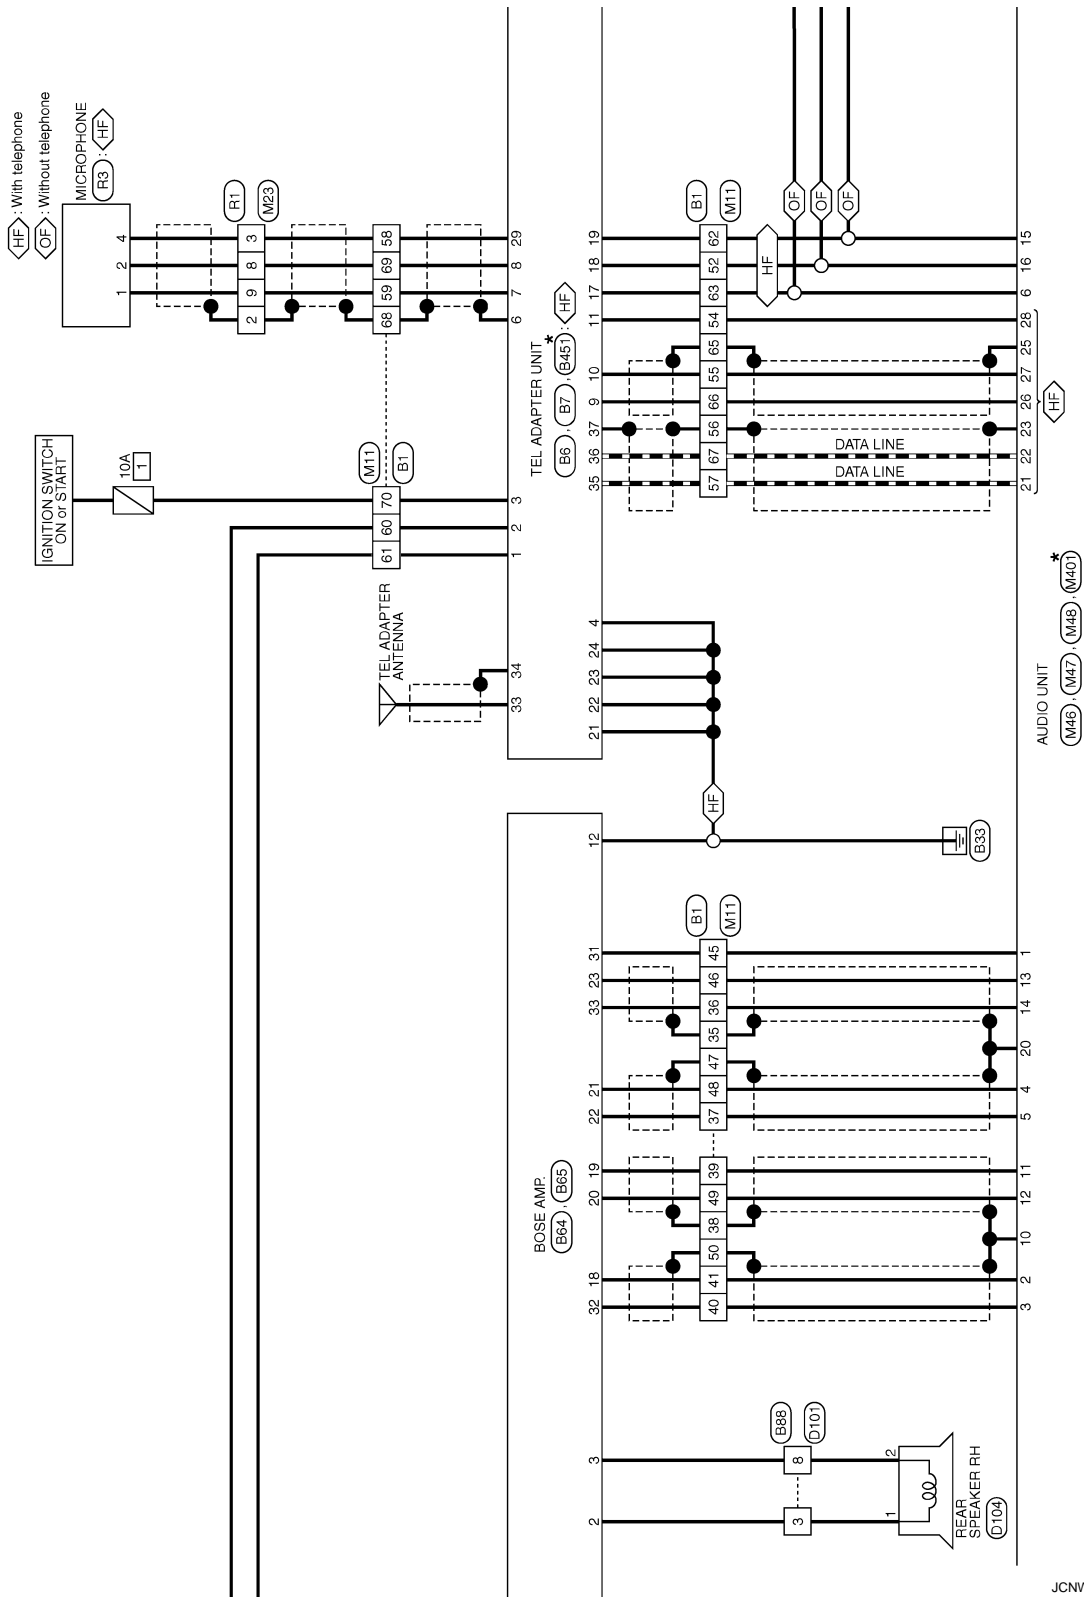 HF : With telephone
OF : Without telephone
MICROPHONE
R3 : HF
4 2 1
R1
M23
3 8 9 2
58 69 59 68
29 8 7 6
IGNITION SWITCH
ON or START
10A
1
M11
B1
70 60 61
3 2 1
TEL ADAPTER
ANTENNA
34 33
TEL ADAPTER UNIT
B6 , B7 , B451 * : HF
19 18 17 11 10 9 37 36 35
B1
M11
62 52 63 54 65 55 66 56 67 57
HF
OF OF OF
DATA LINE
DATA LINE
15 16 6 28 25 27 26 23 22 21
HF
4 24 23 22 21
HF
12
B33
AUDIO UNIT
M46 , M47 , M48 , M401 *
BOSE AMP.
B64 , B65
31 23 33 21 22 19 20 18 32
B1
M11
45 46 36 35 47 48 37 39 49 38 50 41 40
1 13 14 20 4 5 11 12 10 2 3
3 2
B88
D101
8 3
2 1
REAR
SPEAKER RH
D104